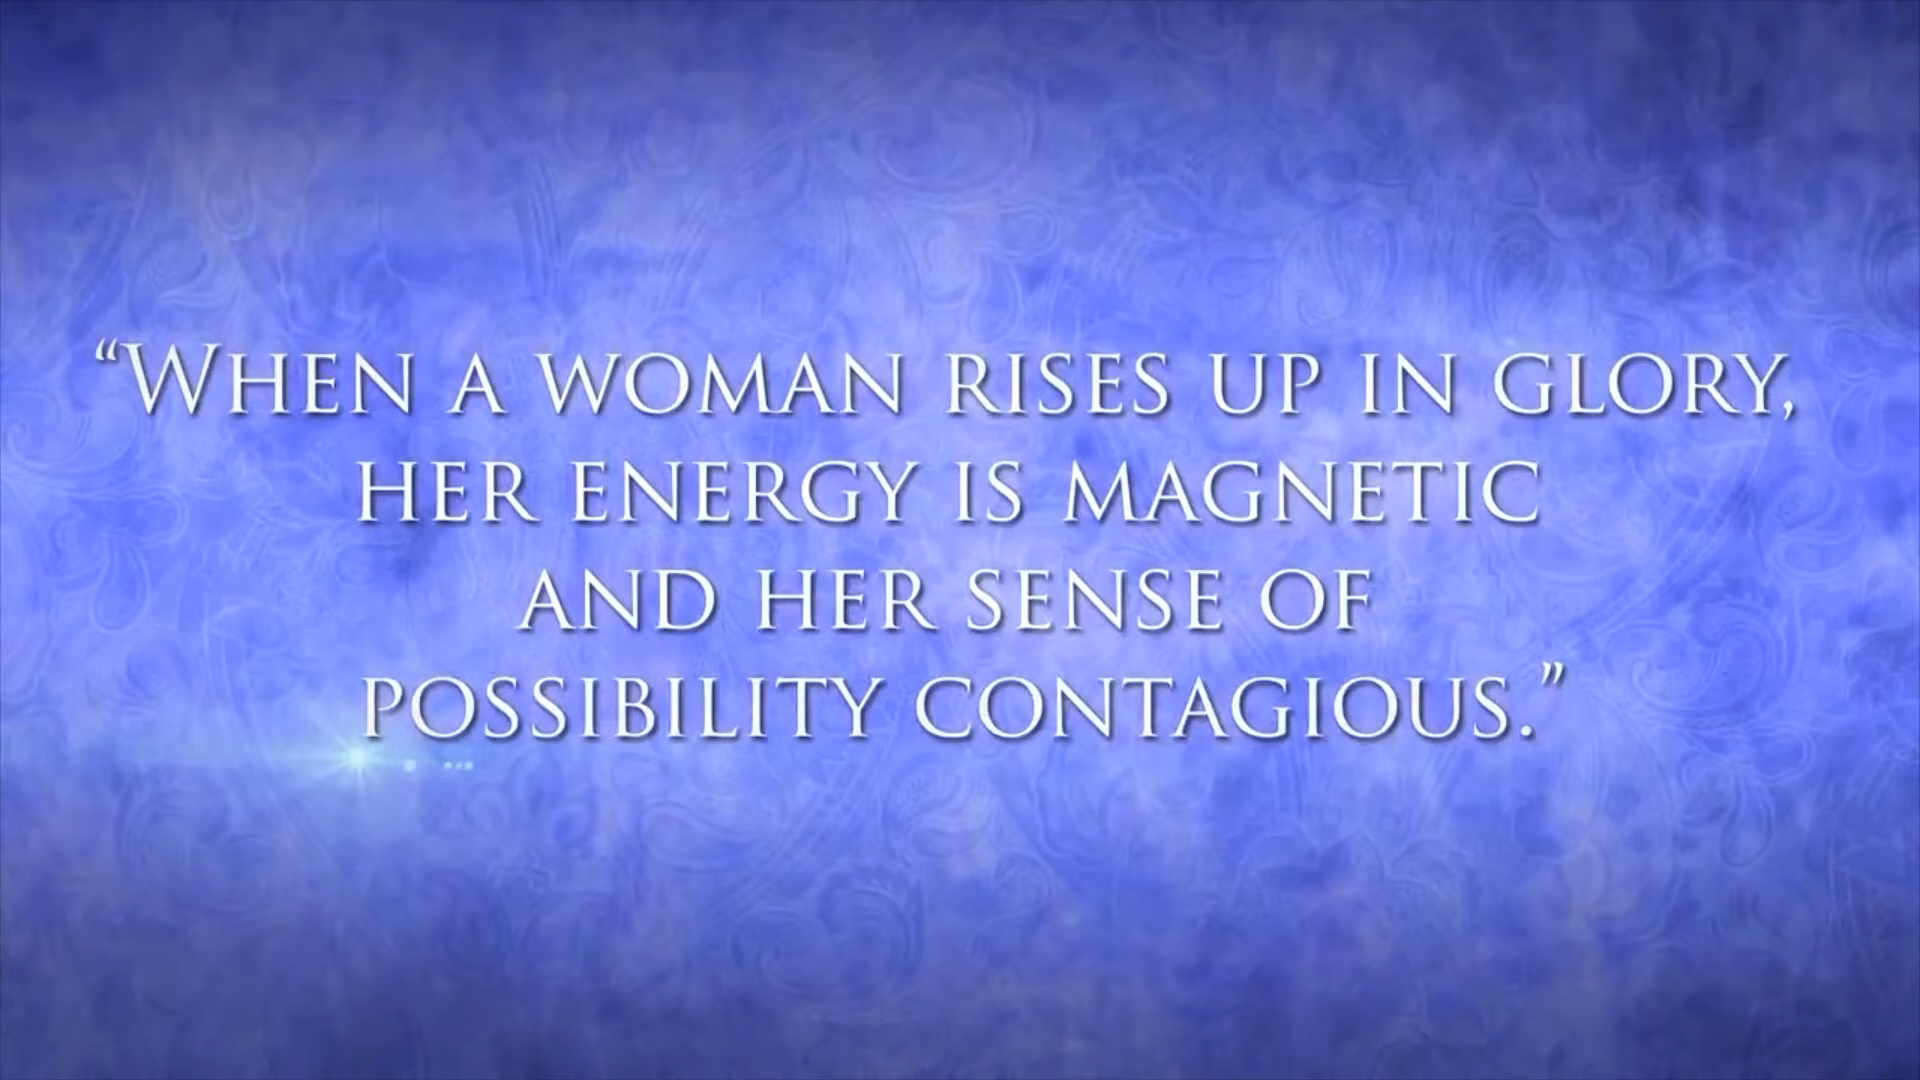 “WHEN A WOMAN RISES UP IN GLORY,
HER ENERGY IS MAGNETIC
AND HER SENSE OF
POSSIBILITY CONTAGIOUS.”